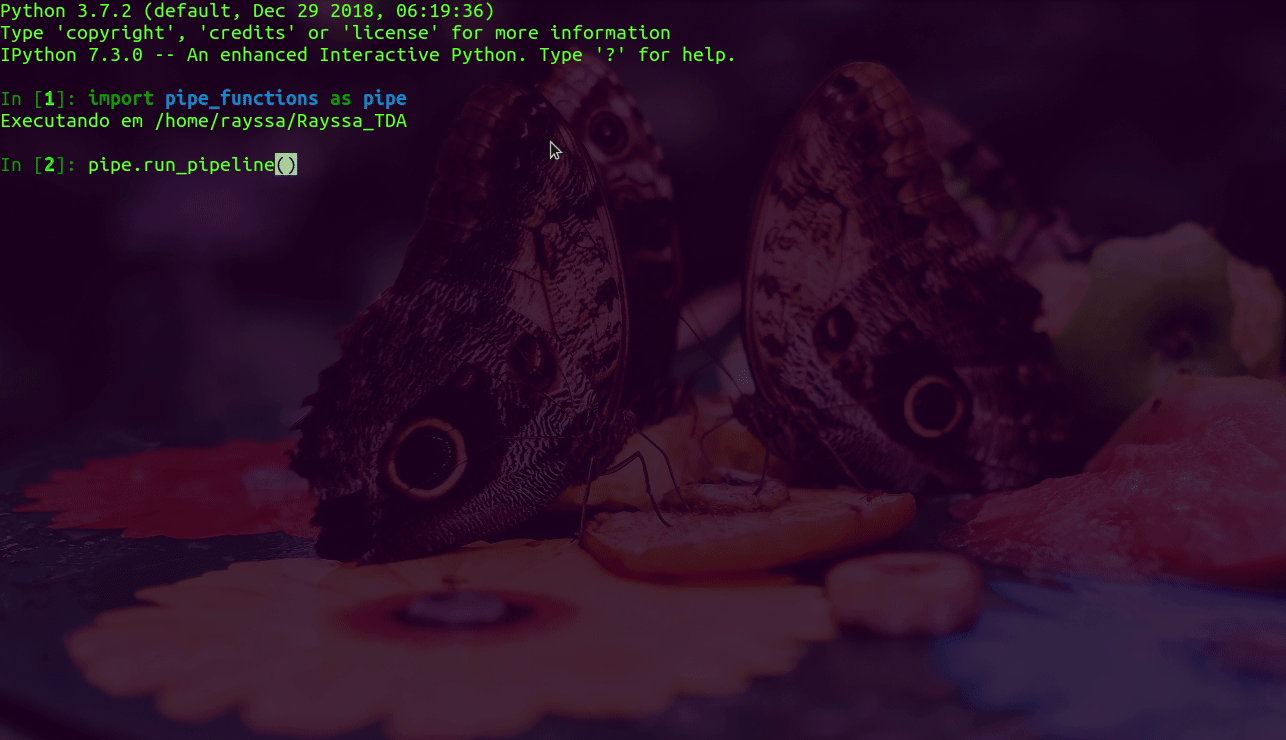 Python 3.7.2 (default, Dec 29 2018, 06:19:36)
Type 'copyright', 'credits' or 'license' for more information
IPython 7.3.0 -- An enhanced Interactive Python. Type '?' for help.
In [1]: import pipe_functions as pipe
Executando em /home/rayssa/Rayssa_TDA
In [2]: pipe.run_pipeline()